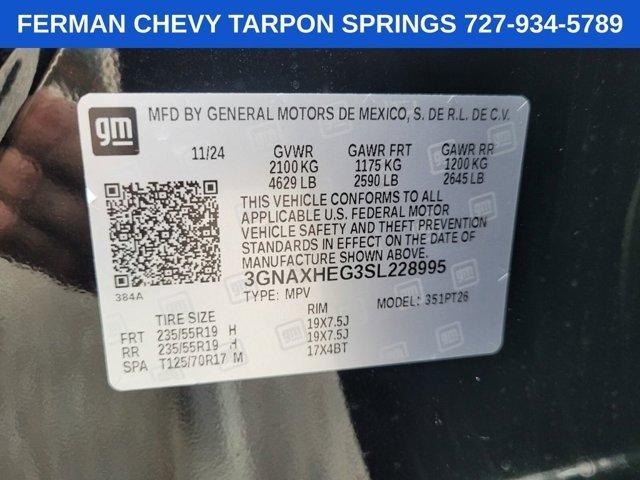 FERMAN CHEVY TARPON SPRINGS 727-934-5789
gm
MFD BY GENERAL MOTORS DE MEXICO, S. DE R.L. DE C.V.
11/24 GVWR GAWR FRT GAWR RR
2100 KG 1175 KG 1200 KG
4629 LB 2590 LB 2645 LB
THIS VEHICLE CONFORMS TO ALL
APPLICABLE U.S. FEDERAL MOTOR
VEHICLE SAFETY AND THEFT PREVENTION
STANDARDS IN EFFECT ON THE DATE OF
MANUFACTURE SHOWN ABOVE.
3GNAXHEG3SL228995
TYPE: MPV MODEL: 351PT26
384A
TIRE SIZE RIM
FRT 235/55R19 H 19X7.5J
RR 235/55R19 H 19X7.5J
SPA T125/70R17 M 17X4BT